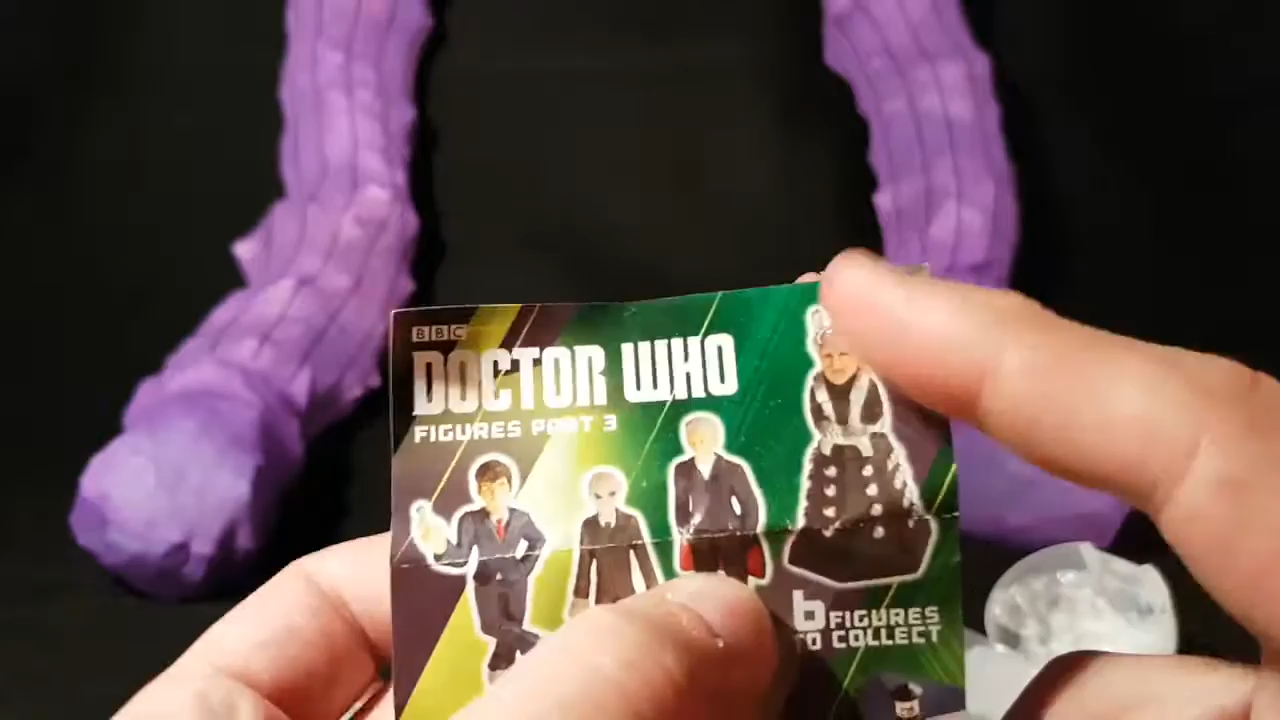 BBC
DOCTOR WHO
FIGURES PART 3
6 FIGURES
TO COLLECT